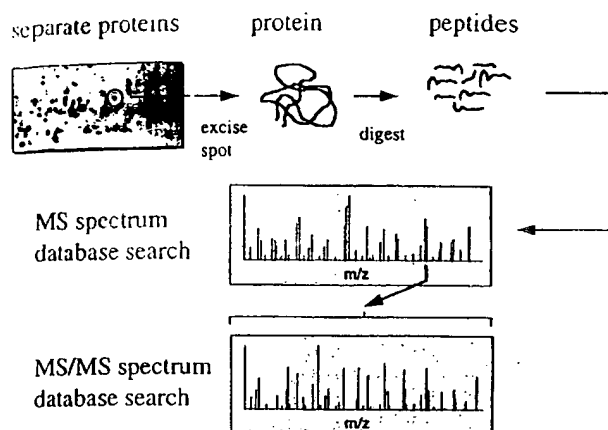 separate proteins
protein
peptides
excise
spot
digest
MS spectrum
database search
m/z
MS/MS spectrum
database search
m/z